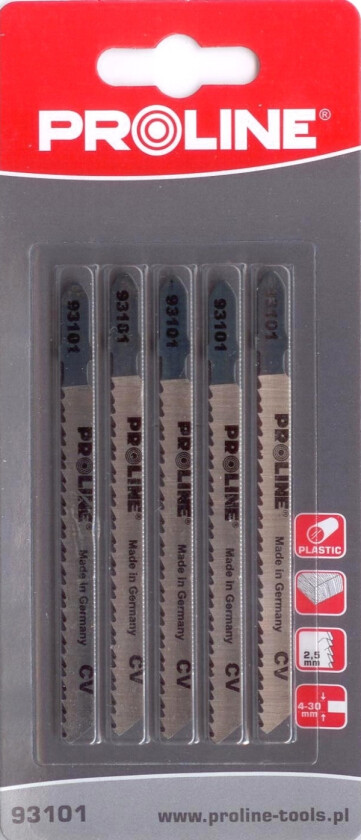 PROLINE®
93101
PROLINE®
Made in Germany
CV
93101
PROLINE®
Made in Germany
CV
93101
PROLINE®
Made in Germany
CV
93101
PROLINE®
Made in Germany
CV
93101
PROLINE®
Made in Germany
CV
PLASTIC
2,5
mm
4-30
mm
93101
www.proline-tools.pl